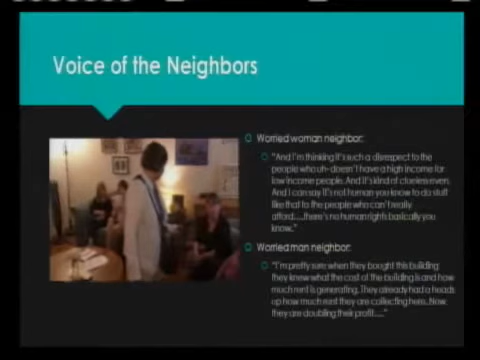 Voice of the Neighbors
Worried woman neighbor:
"And I'm thinking it's such a disrespect to the
people who uh- doesn't have a high income for
low income people. And it's kind of clueless even.
And I can say it's not human you know to do stuff
like that to the people who can't really
afford.....there's no human rights basically you
know."
Worried man neighbor:
"I'm pretty sure when they bought this building
they knew what the cost of the building is and how
much rent is generating. They already had a heads
up how much rent they are collecting here. Now
they are doubling their profit....."